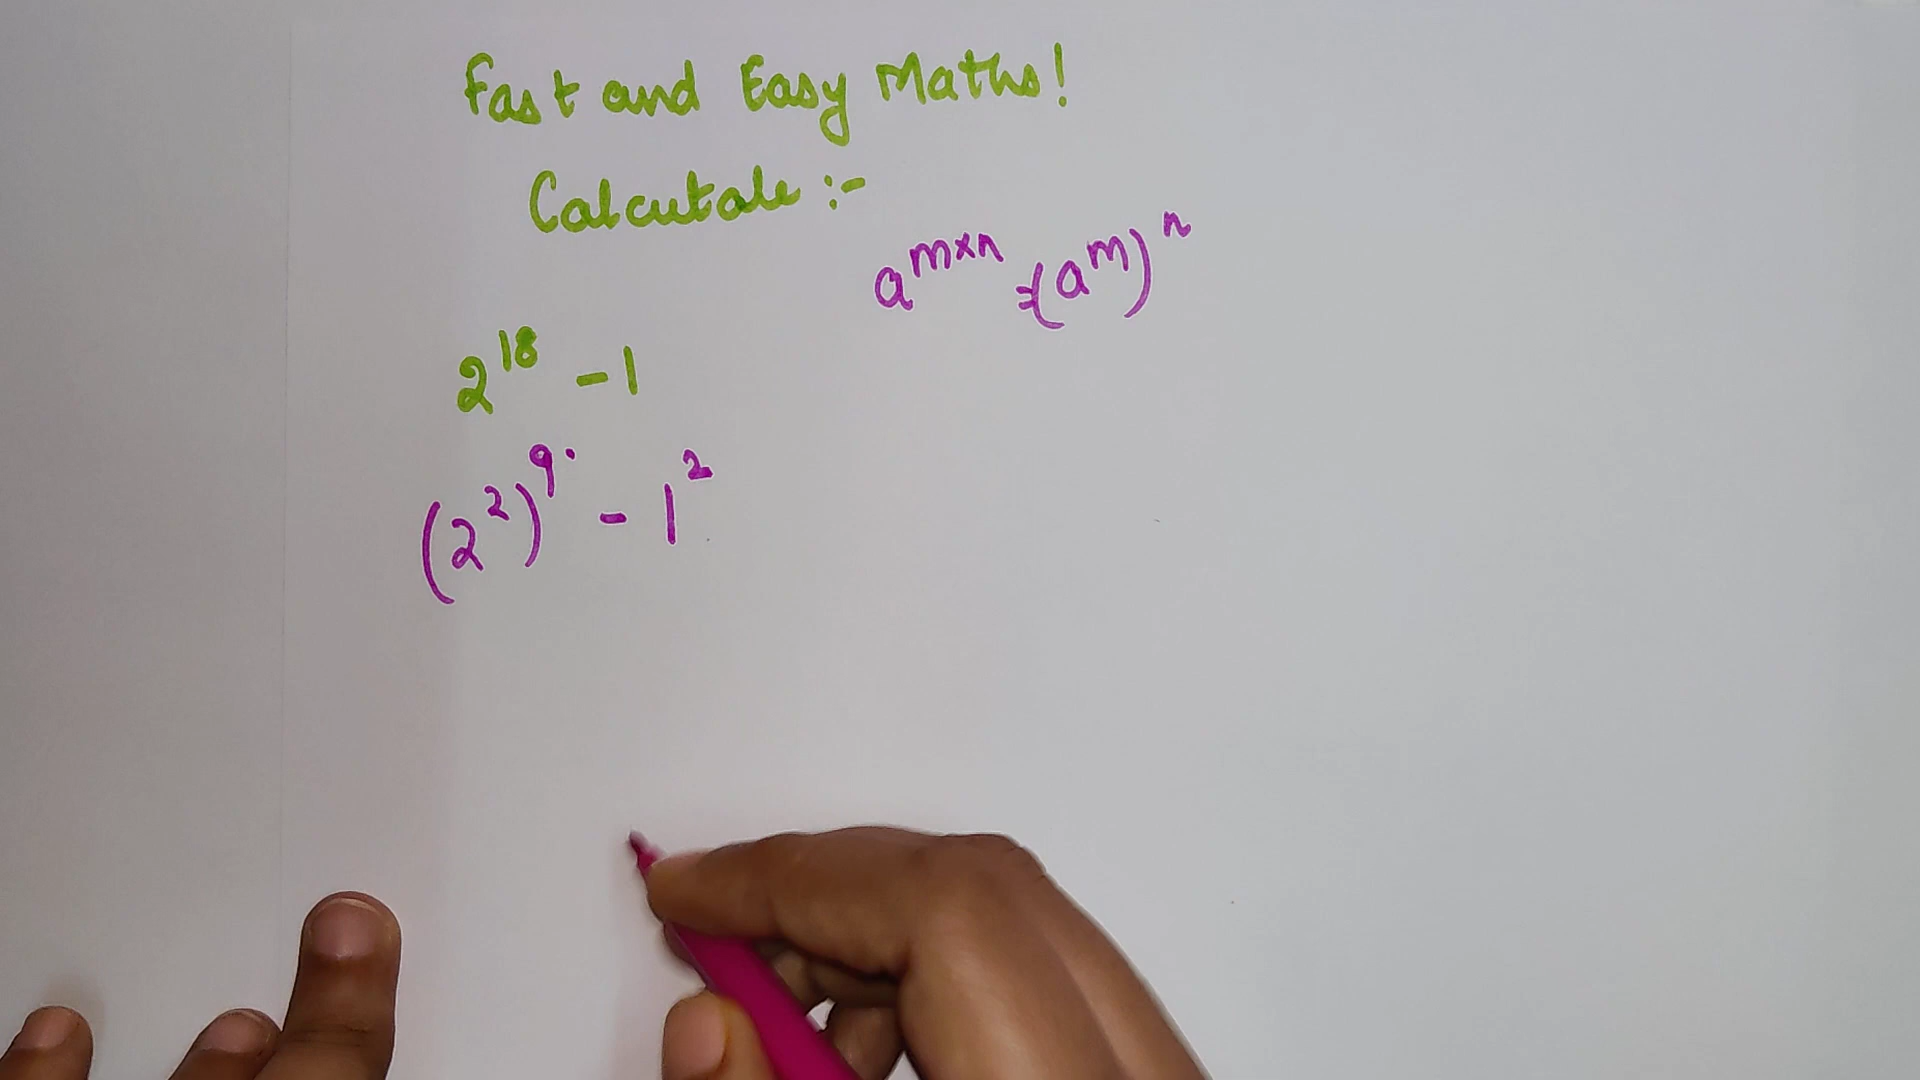 Fast and Easy Maths!
Calcutale :-
a^{m×n} = (a^m)^n
2^{18} - 1
(2^2)^{9.} - 1^2